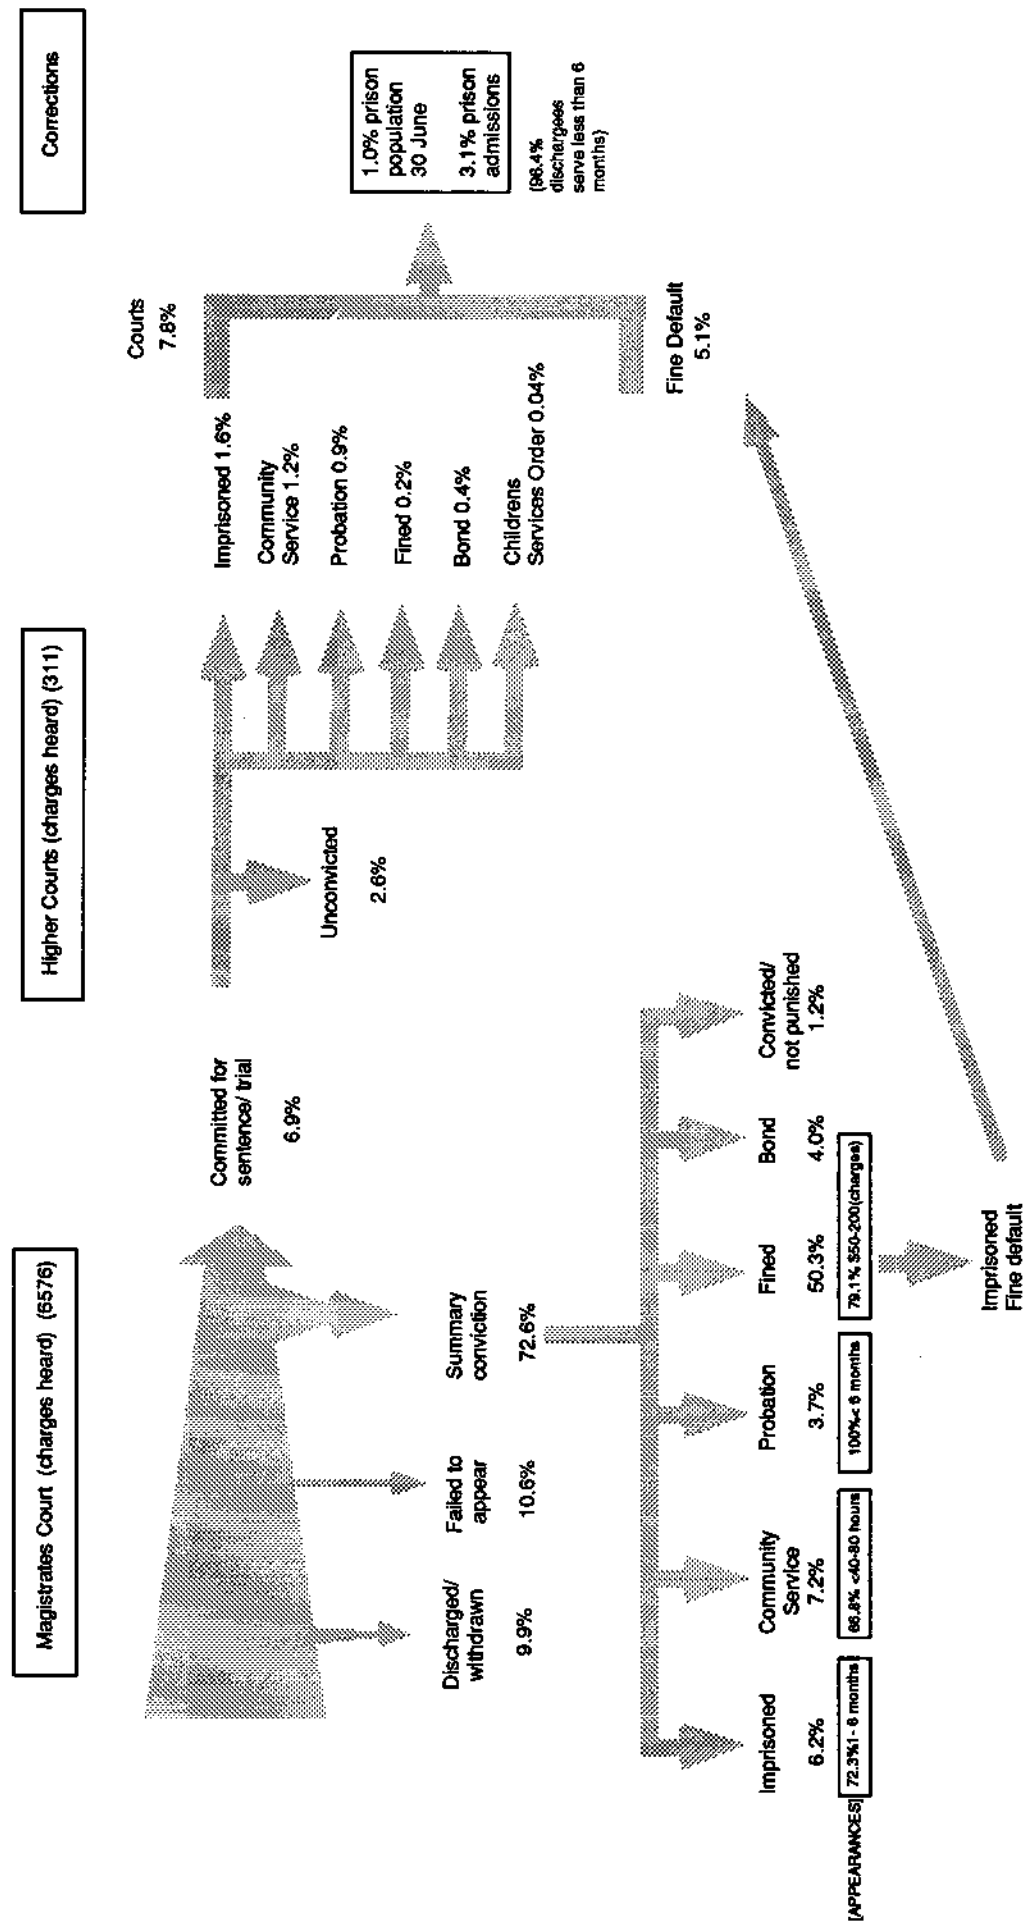 Magistrates Court (charges heard) (6576)
Higher Courts (charges heard) (311)
Corrections
Committed for
sentence/ trial
6.9%
Discharged/
withdrawn
9.9%
Failed to
appear
10.6%
Summary
conviction
72.6%
Unconvicted
2.6%
Imprisoned 1.6%
Community
Service 1.2%
Probation 0.9%
Fined 0.2%
Bond 0.4%
Childrens
Services Order 0.04%
Courts
7.8%
Fine Default
5.1%
1.0% prison
population
30 June
3.1% prison
admissions
(96.4%
dischargees
serve less than 6
months)
Imprisoned
6.2%
Community
Service
7.2%
Probation
3.7%
Fined
50.3%
Bond
4.0%
Convicted/
not punished
1.2%
[APPEARANCES]
72.3%1- 6 months
66.8% <40-80 hours
100%< 6 months
79.1% $50-200(charges)
Imprisoned
Fine default